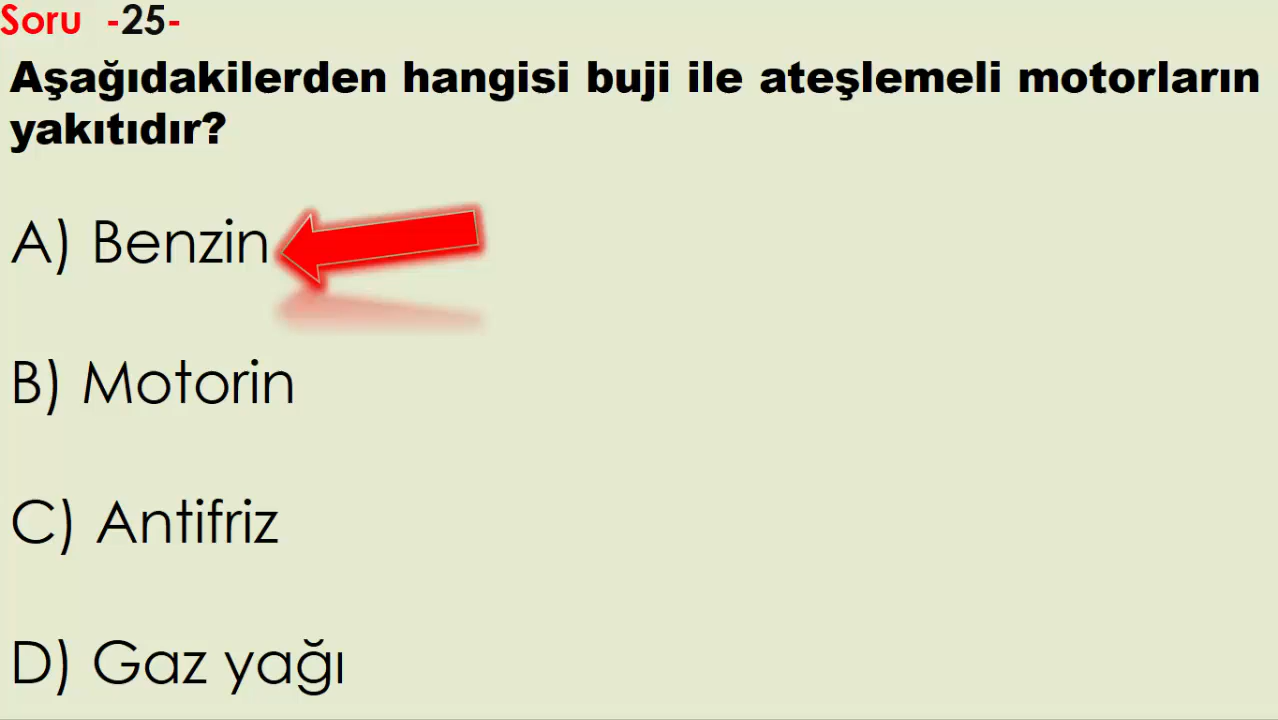 Soru -25-
Aşağıdakilerden hangisi buji ile ateşlemeli motorların
yakıtıdır?
A) Benzin
B) Motorin
C) Antifriz
D) Gaz yağı